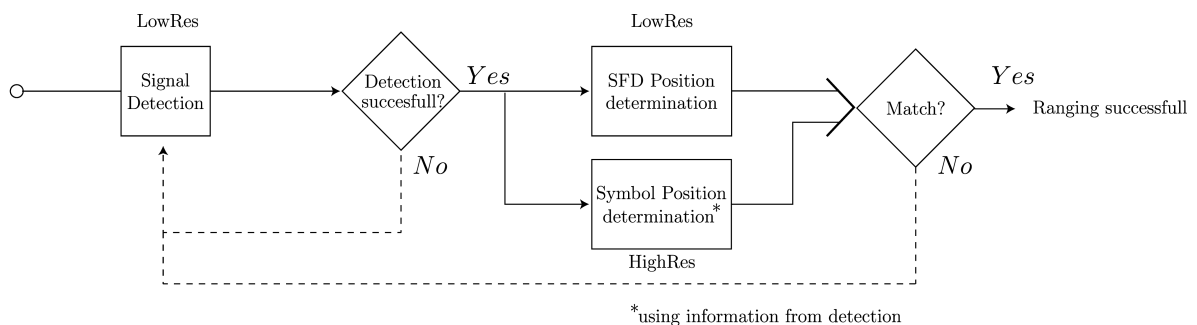 LowRes
Signal
Detection
Detection
succesfull?
Yes
No
LowRes
SFD Position
determination
Symbol Position
determination*
HighRes
Match?
Yes
No
Ranging successfull
*using information from detection